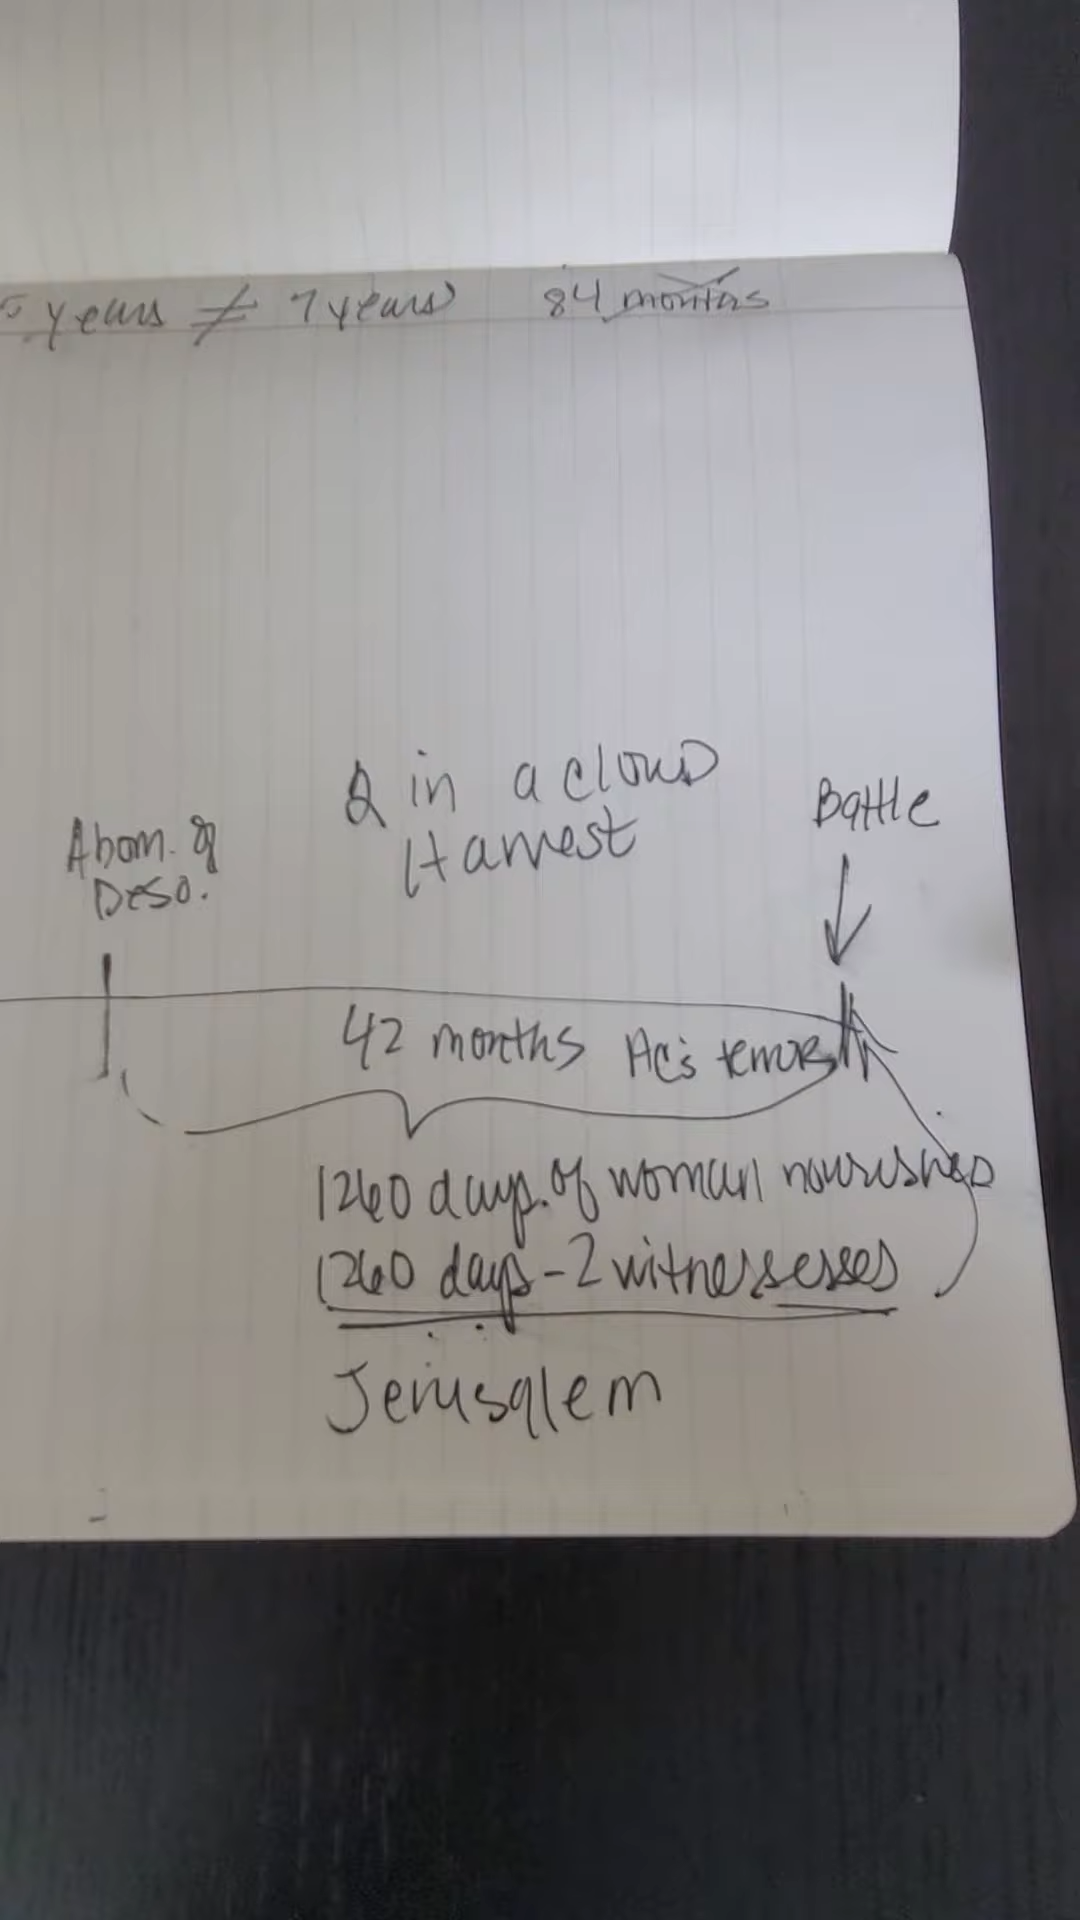 years ≠ 7 years 84 months
in a cloud
Harvest
Battle
Abom. of
Deso.
42 months AC's terror
1260 days. of woman nourished
1260 days - 2 witnessesses
Jerusalem